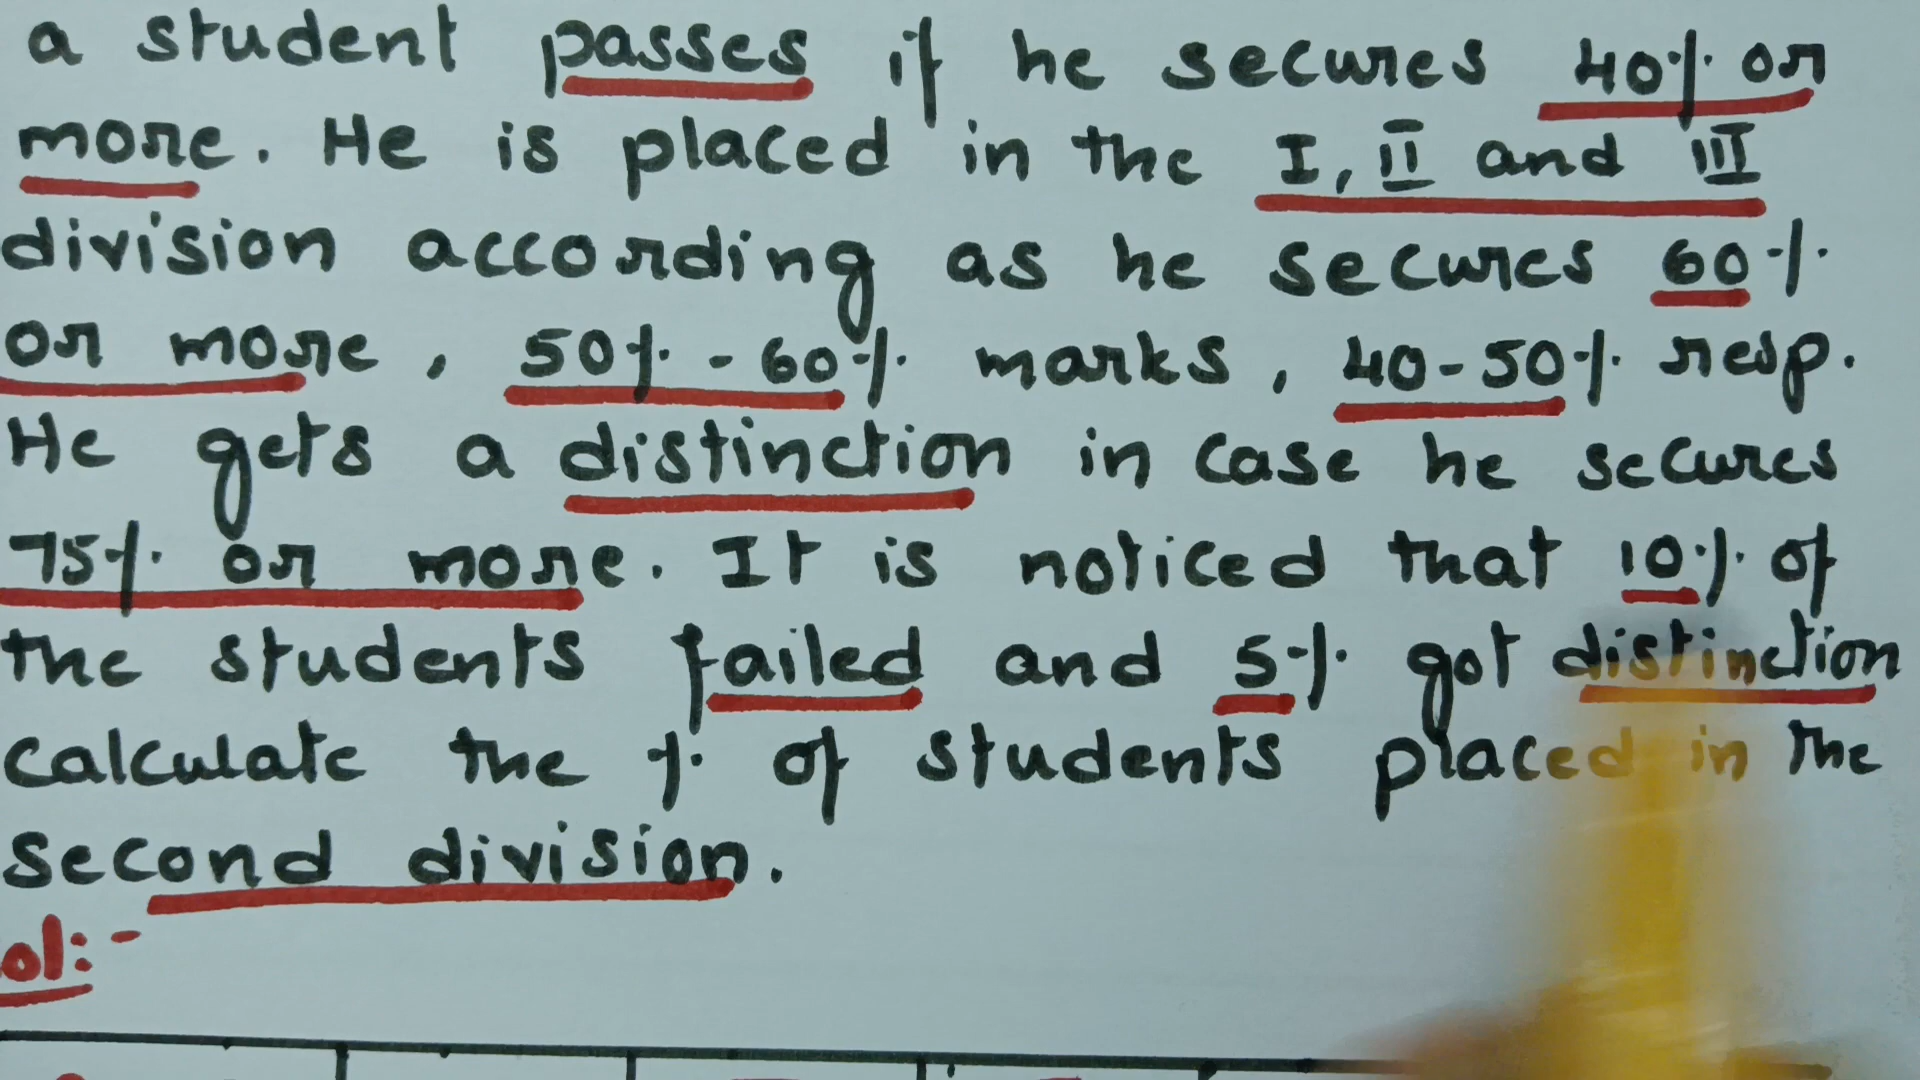 a student passes if he secures 40% or
more. He is placed in the I, II and III
division according as he secures 60%
or more, 50% - 60% marks, 40-50% resp.
He gets a distinction in case he secures
75% or more. It is noticed that 10% of
the students failed and 5% got distinction
calculate the % of students placed in the
second division.
ol:-